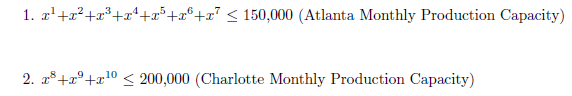 1. x¹+x²+x³+x⁴+x⁵+x⁶+x⁷ ≤ 150,000 (Atlanta Monthly Production Capacity)
2. x⁸+x⁹+x¹⁰ ≤ 200,000 (Charlotte Monthly Production Capacity)